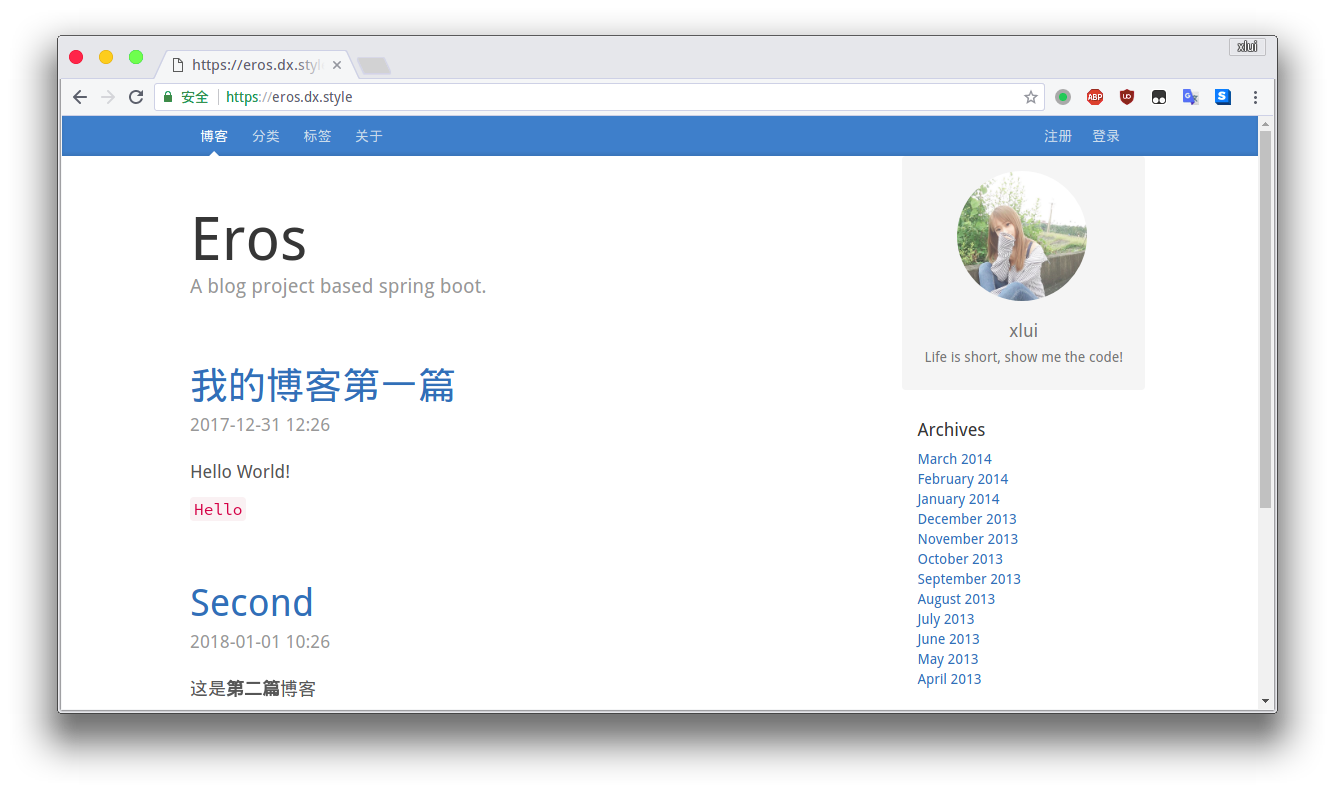 xlui
https://eros.dx.styl
安全 https://eros.dx.style
ABP
博客 分类 标签 关于 注册 登录
Eros
A blog project based spring boot.
我的博客第一篇
2017-12-31 12:26
Hello World!
Hello
Second
2018-01-01 10:26
这是第二篇博客
xlui
Life is short, show me the code!
Archives
March 2014
February 2014
January 2014
December 2013
November 2013
October 2013
September 2013
August 2013
July 2013
June 2013
May 2013
April 2013